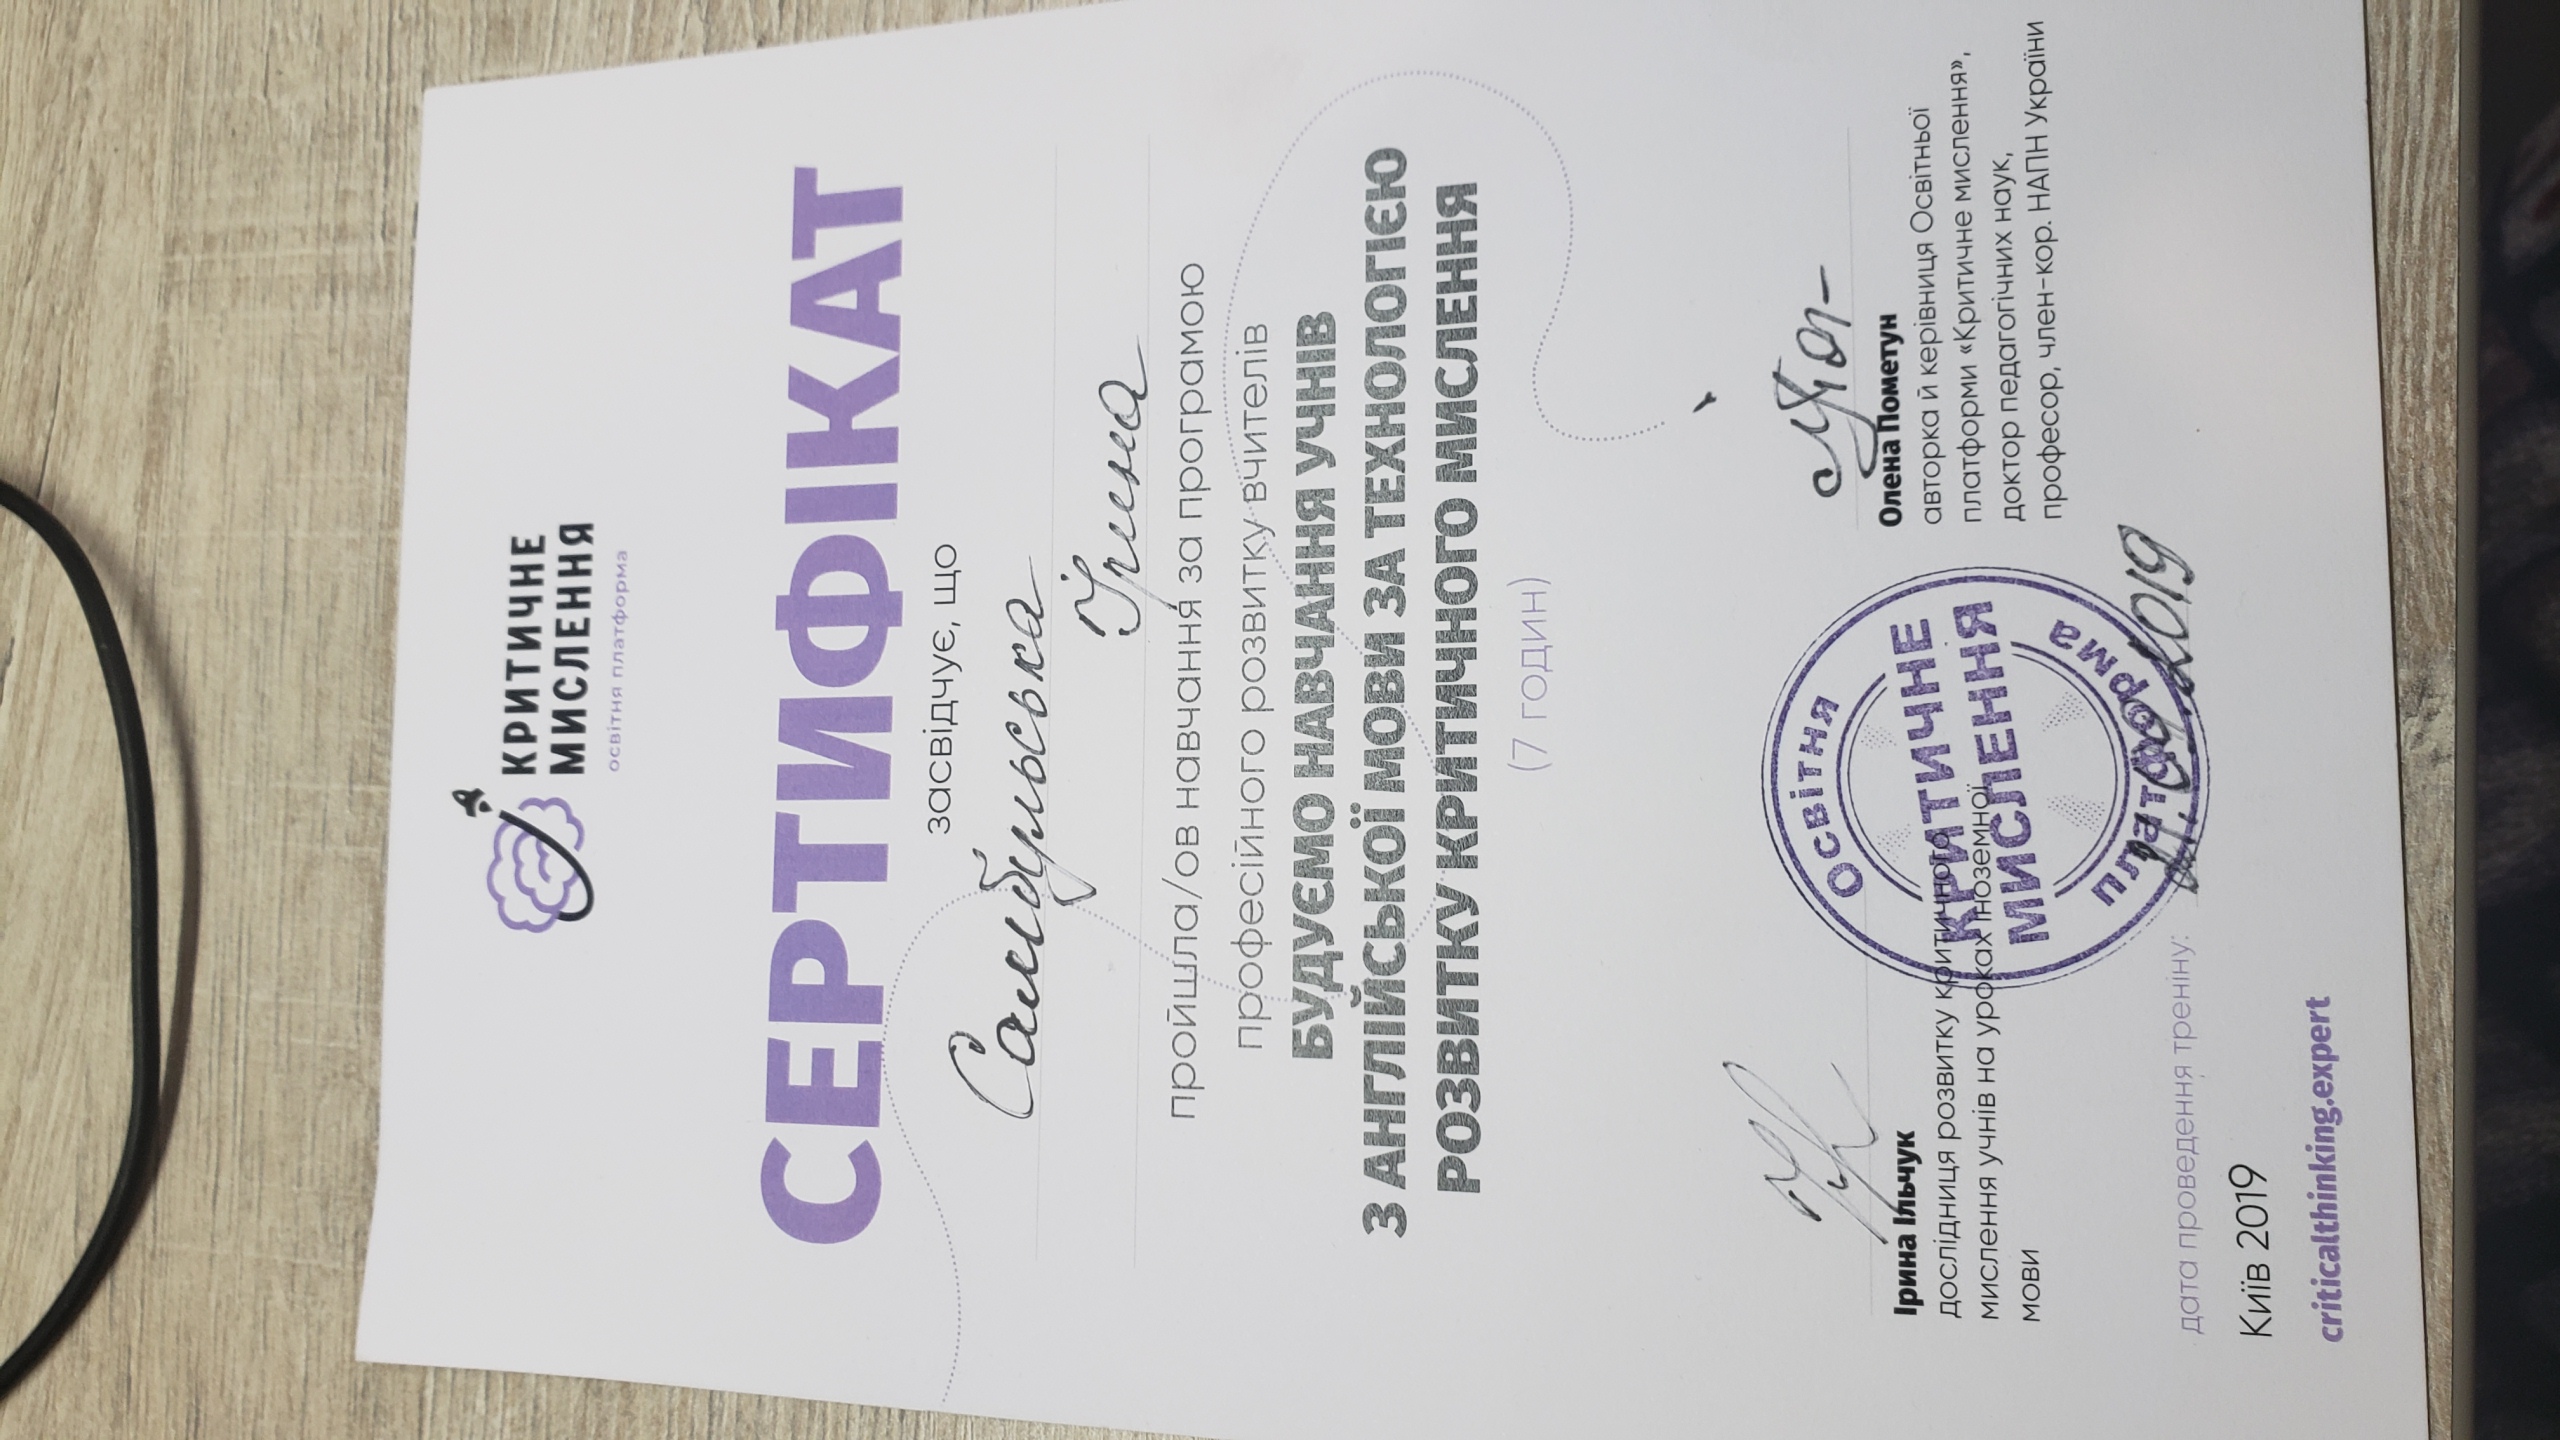 КРИТИЧНЕ
МИСЛЕННЯ
освітня платформа
СЕРТИФІКАТ
засвідчує, що
Самбурська
Ірина
пройшла/ов навчання за програмою
професійного розвитку вчителів
БУДУЄМО НАВЧАННЯ УЧНІВ
З АНГЛІЙСЬКОЇ МОВИ ЗА ТЕХНОЛОГІЄЮ
РОЗВИТКУ КРИТИЧНОГО МИСЛЕННЯ
(7 годин)
Ірина Ільчук
дослідниця розвитку критичного
мислення учнів на уроках іноземної
мови
Освітня
КРИТИЧНЕ
МИСЛЕННЯ
платформа
Олена Пометун
авторка й керівниця Освітньої
платформи «Критичне мислення»,
доктор педагогічних наук,
професор, член-кор. НАПН України
дата проведення тренінгу:
Київ 2019
criticalthinking.expert